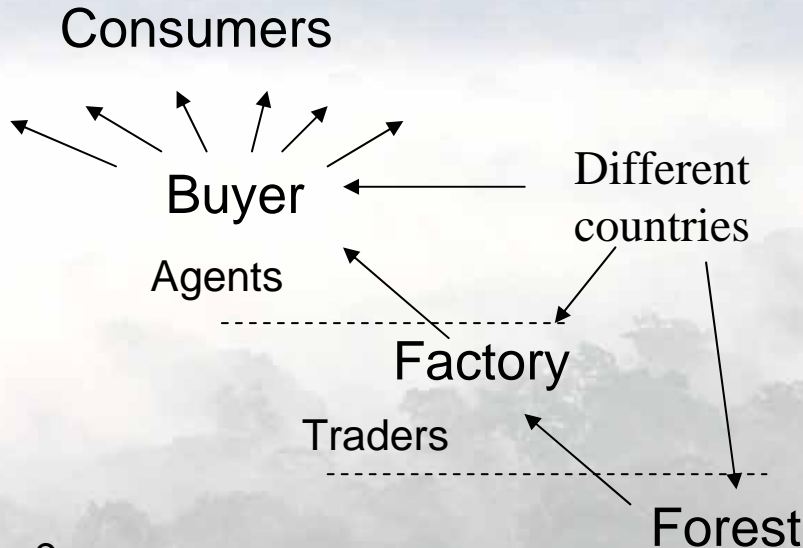 Consumers
Different
countries
Buyer
Agents
Factory
Traders
Forest